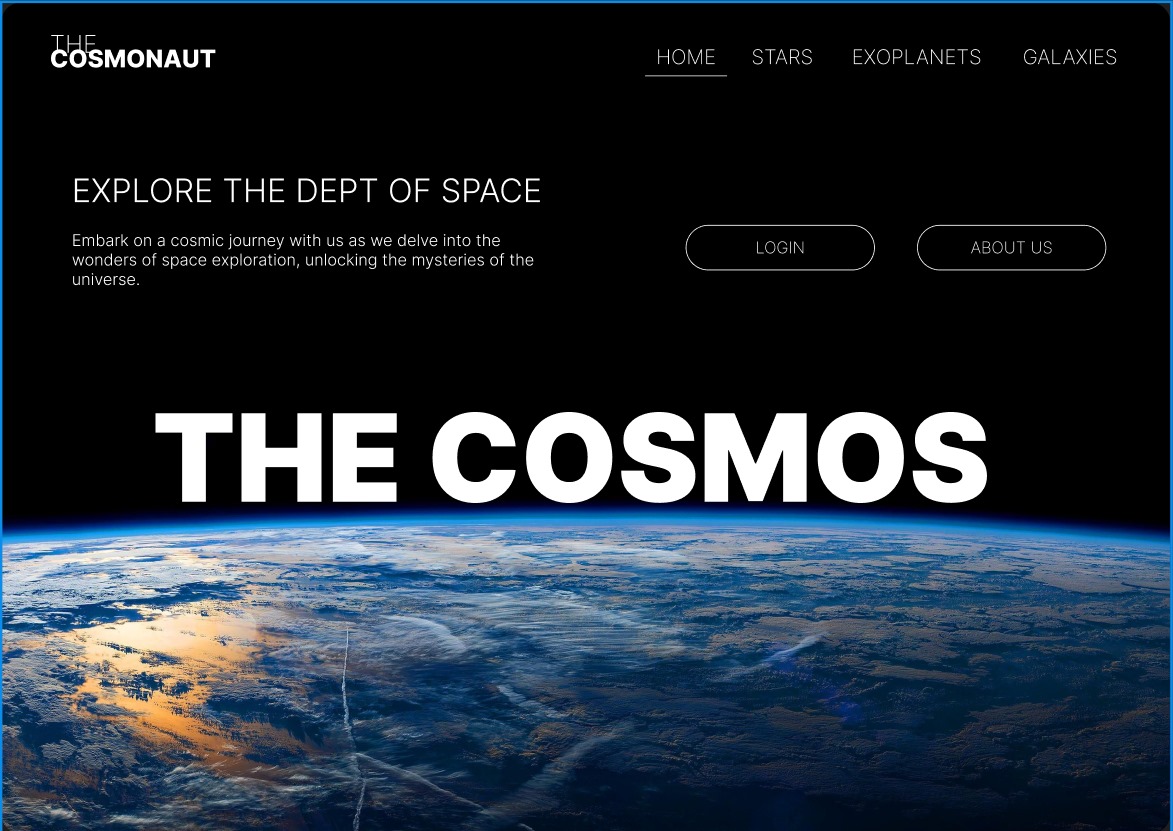 THE
COSMONAUT
HOME STARS EXOPLANETS GALAXIES
EXPLORE THE DEPT OF SPACE
Embark on a cosmic journey with us as we delve into the
wonders of space exploration, unlocking the mysteries of the
universe.
LOGIN ABOUT US
THE COSMOS